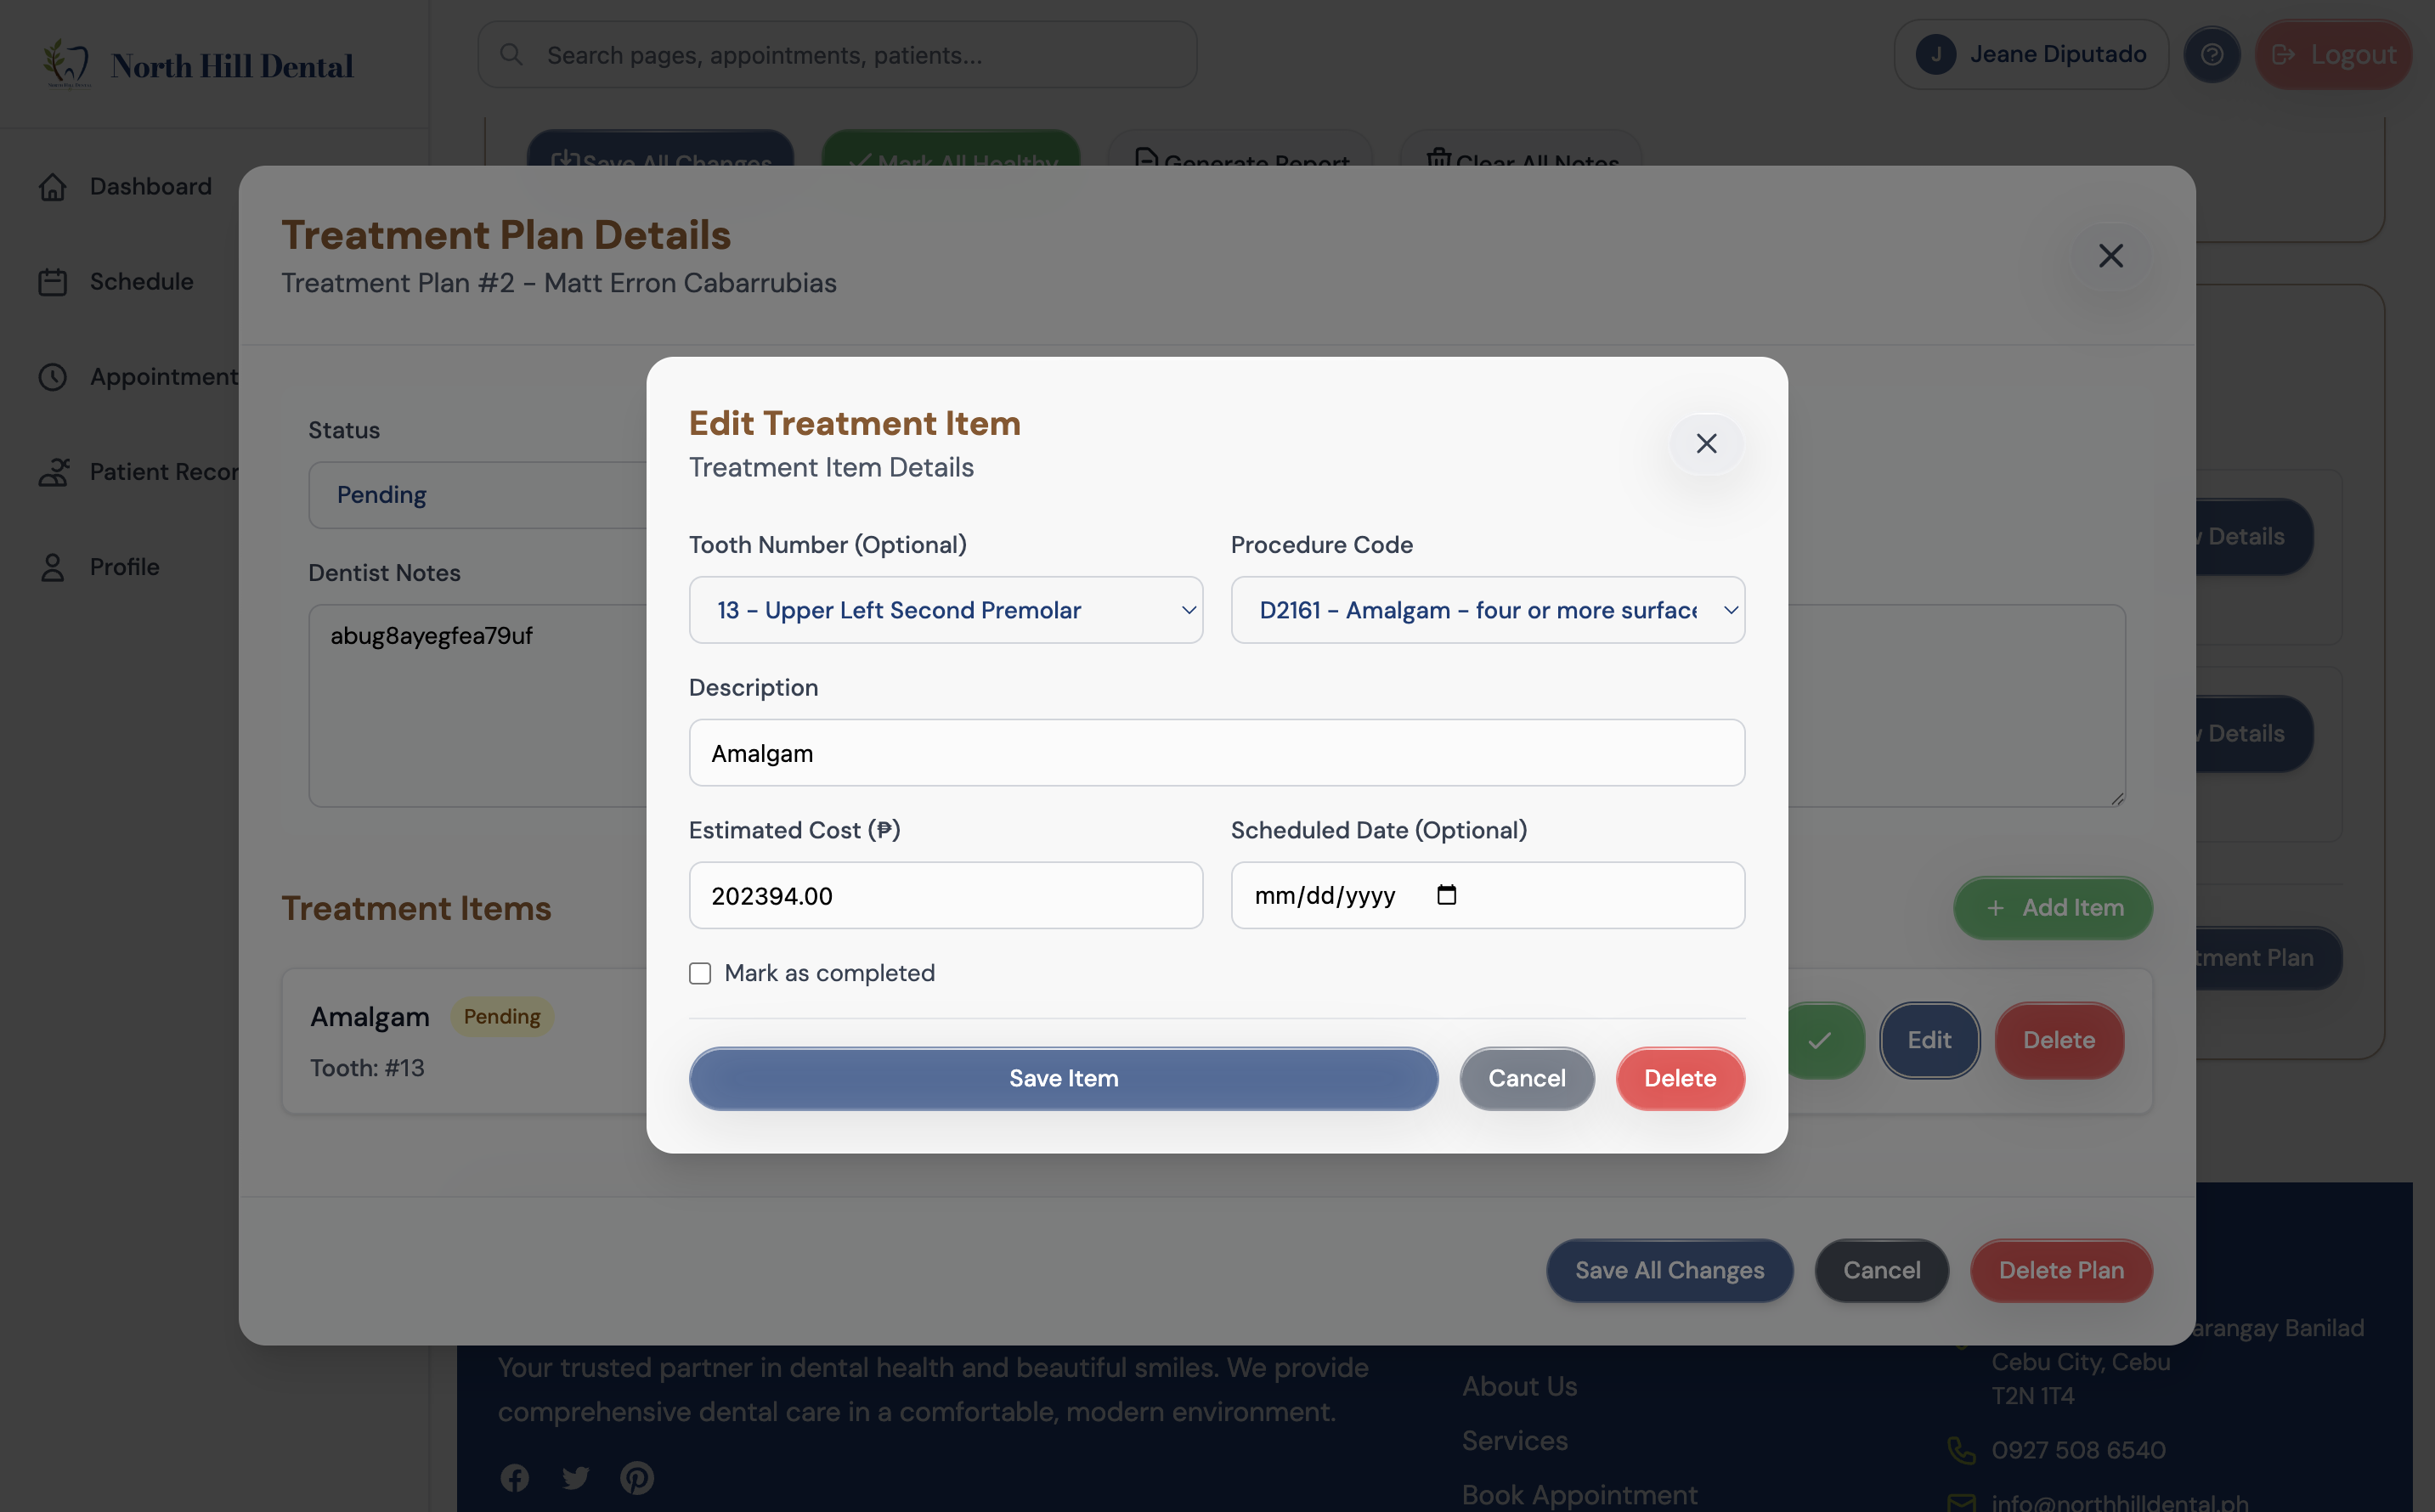 North Hill Dental
Search pages, appointments, patients...
J Jeane Diputado
Logout
Save All Changes
Mark All Healthy
Generate Report
Clear All Notes
Dashboard
Schedule
Appointment
Patient Recor
Profile
Treatment Plan Details
Treatment Plan #2 - Matt Erron Cabarrubias
Status
Pending
Dentist Notes
abug8ayegfea79uf
Details
Details
Treatment Items
Add Item
tment Plan
Amalgam Pending
Tooth: #13
Edit
Delete
Save All Changes
Cancel
Delete Plan
Edit Treatment Item
Treatment Item Details
Tooth Number (Optional)
Procedure Code
13 - Upper Left Second Premolar
D2161 - Amalgam - four or more surface
Description
Amalgam
Estimated Cost (₱)
Scheduled Date (Optional)
202394.00
mm/dd/yyyy
Mark as completed
Save Item
Cancel
Delete
Your trusted partner in dental health and beautiful smiles. We provide
comprehensive dental care in a comfortable, modern environment.
About Us
Services
Book Appointment
arangay Banilad
Cebu City, Cebu
T2N 1T4
0927 508 6540
info@northhilldental.ph